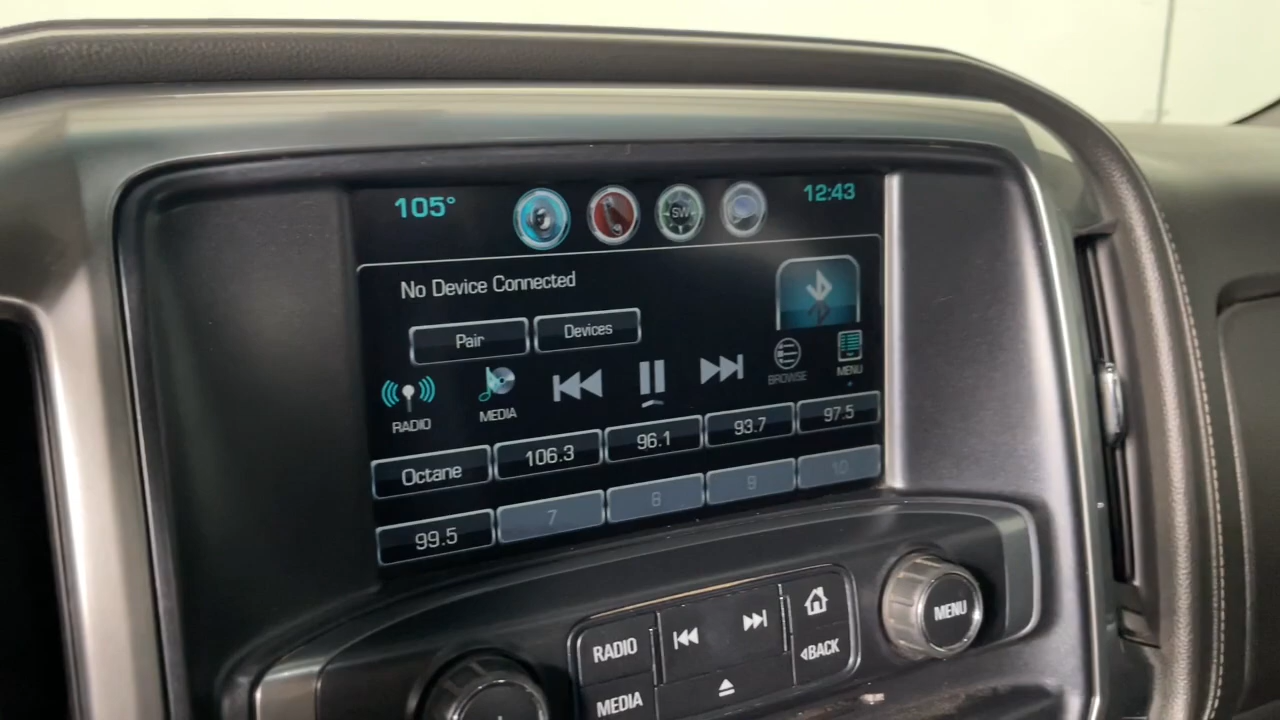 105°
SW
12:43
No Device Connected
Pair
Devices
RADIO
MEDIA
BROWSE
MENU
Octane
106.3
96.1
93.7
97.5
99.5
7
8
9
10
RADIO
BACK
MENU
MEDIA